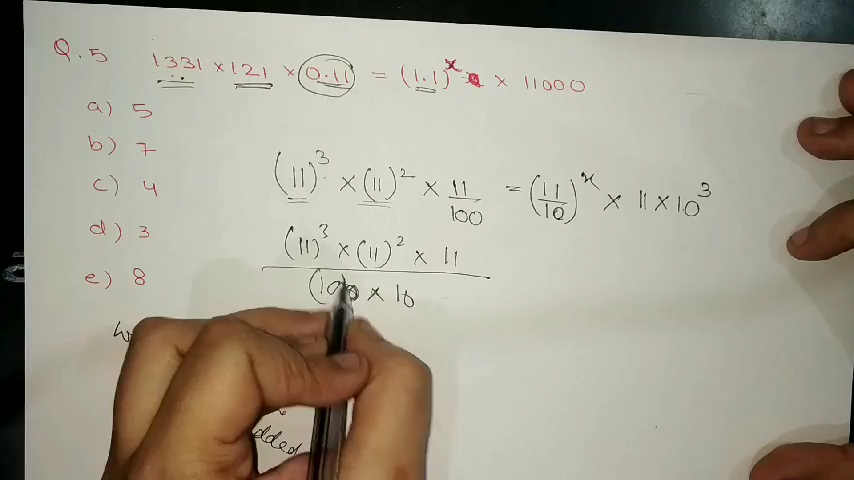 Q.5 1331 × 121 × 0.11 = (1.1)^x × 11000
a) 5
b) 7
c) 4
d) 3
e) 8
(11)^3 × (11)^2 × 11/100 = (11/10)^x × 11 × 10^3
(11)^3 × (11)^2 × 11
(100 × 10
dded